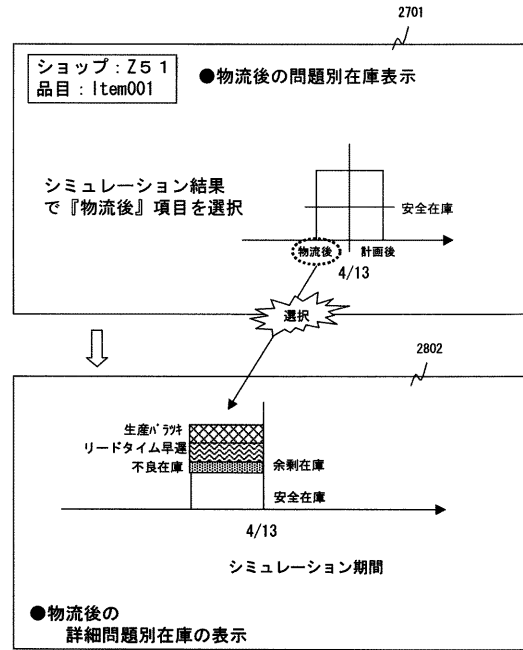 2701
ショップ：Z５１
品目：Item001
●物流後の問題別在庫表示
シミュレーション結果
で『物流後』項目を選択
安全在庫
物流後
計画後
4/13
選択
2802
生産ﾊﾞﾗﾂｷ
リードタイム早遅
不良在庫
余剰在庫
安全在庫
4/13
シミュレーション期間
●物流後の
詳細問題別在庫の表示